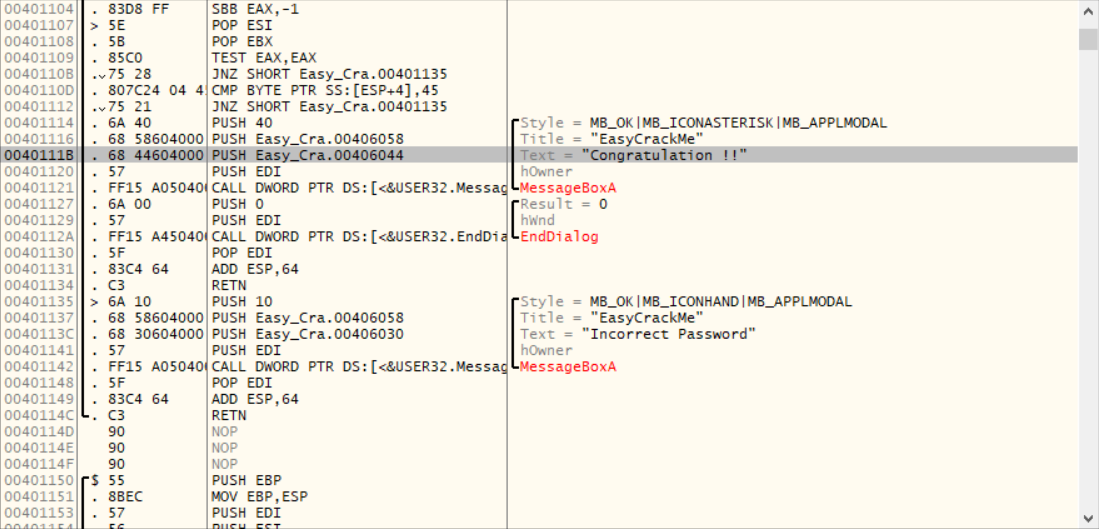 00401104 . 83D8 FF SBB EAX,-1
00401107 > 5E POP ESI
00401108 . 5B POP EBX
00401109 . 85C0 TEST EAX,EAX
0040110B .v 75 28 JNZ SHORT Easy_Cra.00401135
0040110D . 807C24 04 4 CMP BYTE PTR SS:[ESP+4],45
00401112 .v 75 21 JNZ SHORT Easy_Cra.00401135
00401114 . 6A 40 PUSH 40 Style = MB_OK|MB_ICONASTERISK|MB_APPLMODAL
00401116 . 68 58604000 PUSH Easy_Cra.00406058 Title = "EasyCrackMe"
0040111B . 68 44604000 PUSH Easy_Cra.00406044 Text = "Congratulation !!"
00401120 . 57 PUSH EDI hOwner
00401121 . FF15 A050400 CALL DWORD PTR DS:[<&USER32.Messag MessageBoxA
00401127 . 6A 00 PUSH 0 Result = 0
00401129 . 57 PUSH EDI hWnd
0040112A . FF15 A450400 CALL DWORD PTR DS:[<&USER32.EndDia EndDialog
00401130 . 5F POP EDI
00401131 . 83C4 64 ADD ESP,64
00401134 . C3 RETN
00401135 > 6A 10 PUSH 10 Style = MB_OK|MB_ICONHAND|MB_APPLMODAL
00401137 . 68 58604000 PUSH Easy_Cra.00406058 Title = "EasyCrackMe"
0040113C . 68 30604000 PUSH Easy_Cra.00406030 Text = "Incorrect Password"
00401141 . 57 PUSH EDI hOwner
00401142 . FF15 A050400 CALL DWORD PTR DS:[<&USER32.Messag MessageBoxA
00401148 . 5F POP EDI
00401149 . 83C4 64 ADD ESP,64
0040114C . C3 RETN
0040114D 90 NOP
0040114E 90 NOP
0040114F 90 NOP
00401150 $ 55 PUSH EBP
00401151 . 8BEC MOV EBP,ESP
00401153 . 57 PUSH EDI
00401154 . 56 PUSH ESI